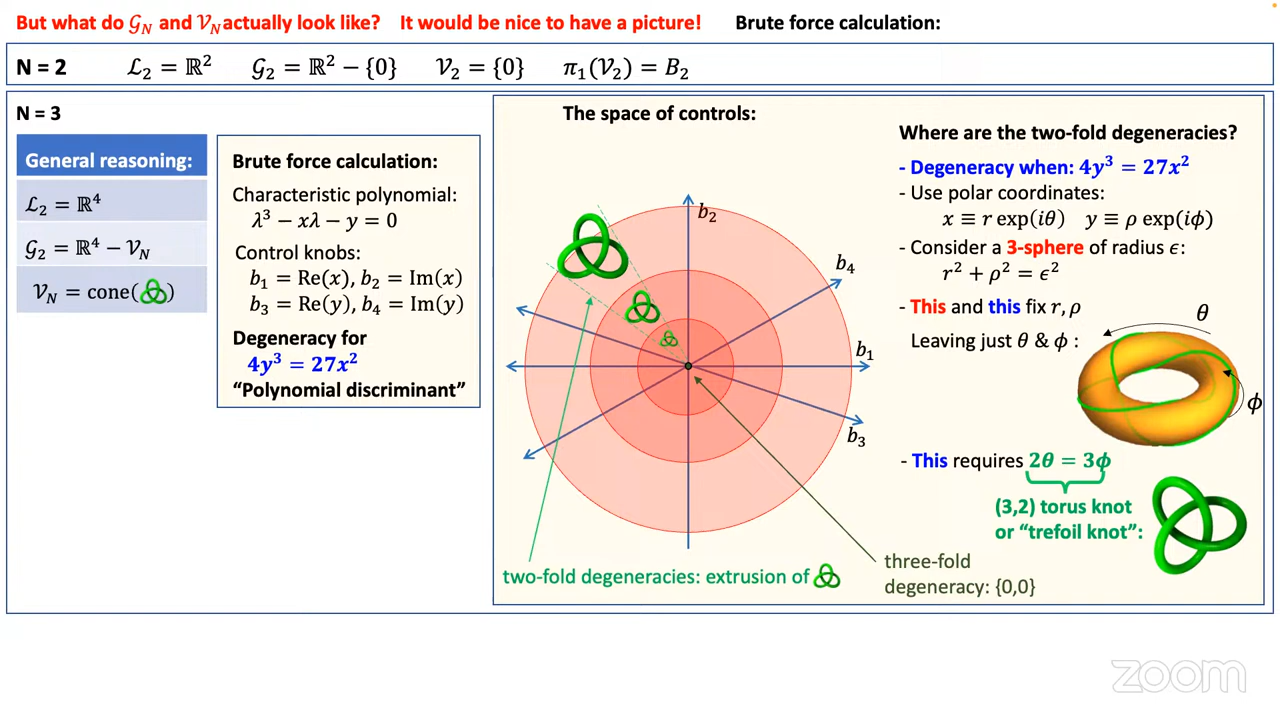 But what do 𝒢_N and 𝒱_N actually look like? It would be nice to have a picture! Brute force calculation:
N = 2 ℒ₂ = ℝ² 𝒢₂ = ℝ² − {0} 𝒱₂ = {0} π₁(𝒱₂) = B₂
N = 3
General reasoning:
ℒ₂ = ℝ⁴
𝒢₂ = ℝ⁴ − 𝒱_N
𝒱_N = cone( )
Brute force calculation:
Characteristic polynomial:
λ³ − xλ − y = 0
Control knobs:
b₁ = Re(x), b₂ = Im(x)
b₃ = Re(y), b₄ = Im(y)
Degeneracy for
4y³ = 27x²
“Polynomial discriminant”
The space of controls:
b₂
b₄
b₁
b₃
two-fold degeneracies: extrusion of
three-fold
degeneracy: {0,0}
Where are the two-fold degeneracies?
- Degeneracy when: 4y³ = 27x²
- Use polar coordinates:
x ≡ r exp(iθ) y ≡ ρ exp(iϕ)
- Consider a 3-sphere of radius ϵ:
r² + ρ² = ϵ²
- This and this fix r, ρ
Leaving just θ & ϕ :
θ
ϕ
- This requires 2θ = 3ϕ
(3,2) torus knot
or “trefoil knot”:
zoom